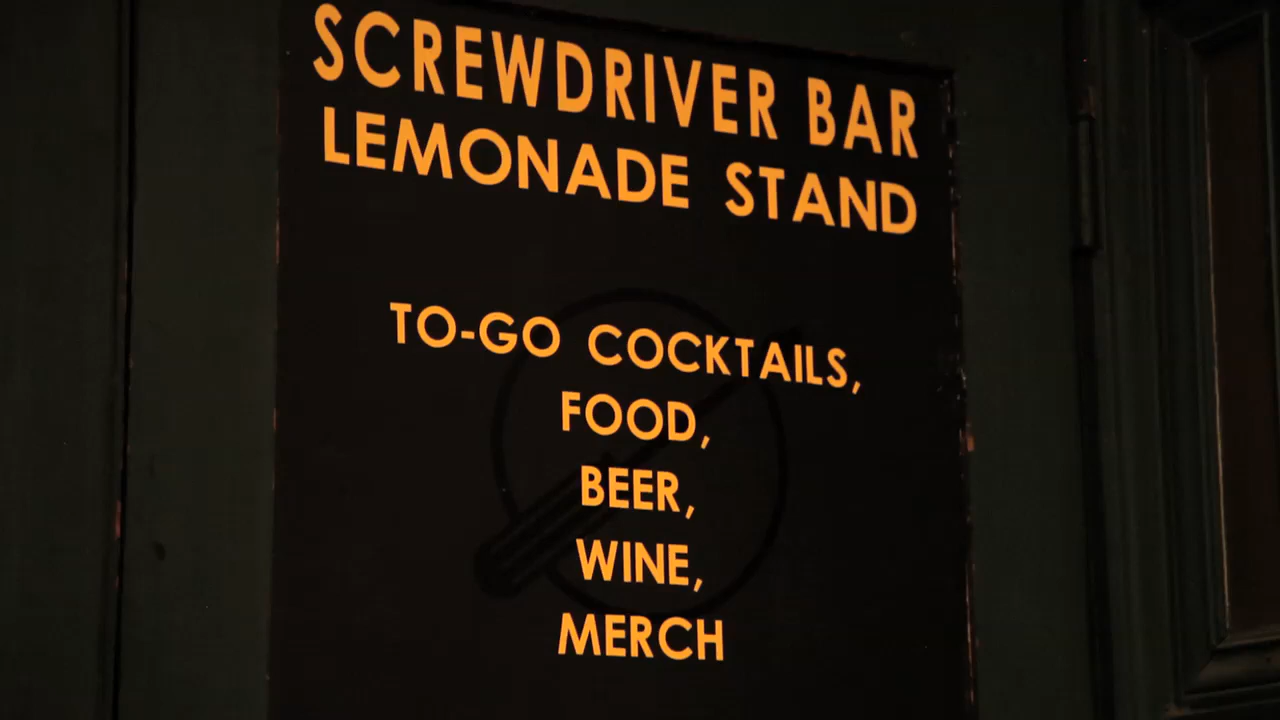 SCREWDRIVER BAR
LEMONADE STAND
TO-GO COCKTAILS,
FOOD,
BEER,
WINE,
MERCH